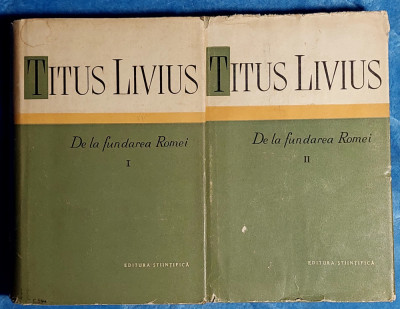 TITUS LIVIUS
De la fundarea Romei
I
EDITURA ȘTIINȚIFICĂ
TITUS LIVIUS
De la fundarea Romei
II
EDITURA ȘTIINȚIFICĂ